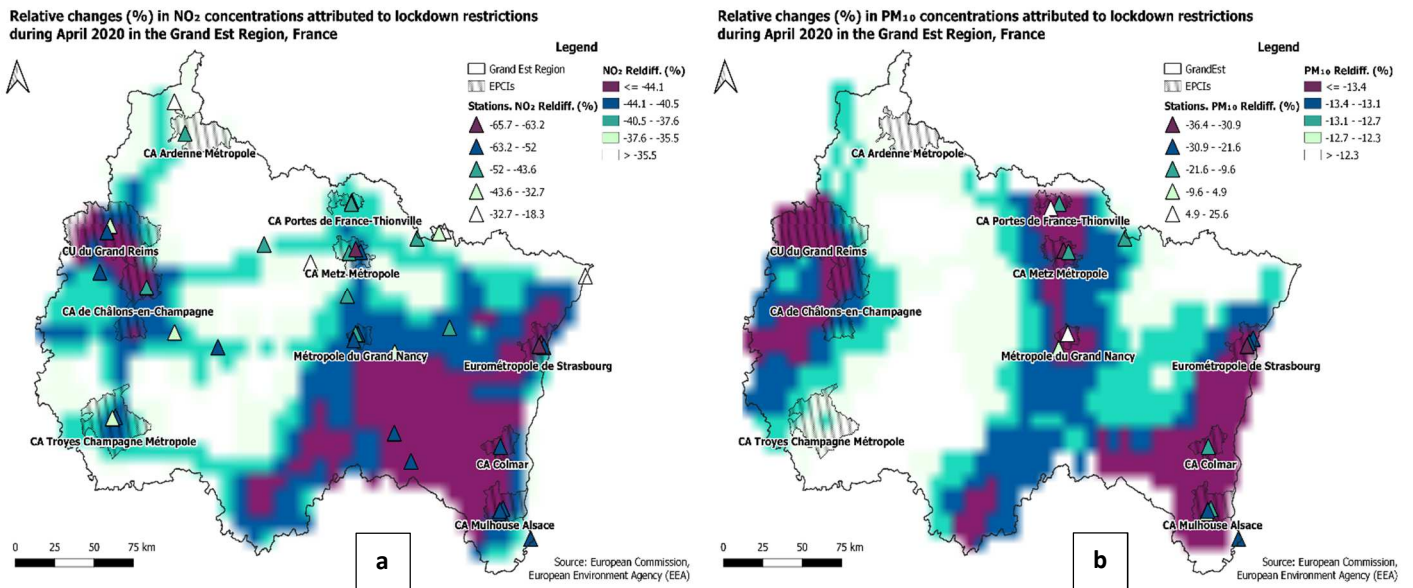 Relative changes (%) in NO₂ concentrations attributed to lockdown restrictions
during April 2020 in the Grand Est Region, France
Legend
Grand Est Region
EPCIs
Stations. NO₂ Reldiff. (%)
-65.7 - -63.2
-63.2 - -52
-52 - -43.6
-43.6 - -32.7
-32.7 - -18.3
NO₂ Reldiff. (%)
<= -44.1
-44.1 - -40.5
-40.5 - -37.6
-37.6 - -35.5
> -35.5
CA Ardenne Métropole
CA Portes de France-Thionville
CU du Grand Reims
CA Metz Métropole
CA de Châlons-en-Champagne
Métropole du Grand Nancy
Eurométropole de Strasbourg
CA Troyes Champagne Métropole
CA Colmar
CA Mulhouse Alsace
0 25 50 75 km
a
Source: European Commission,
European Environment Agency (EEA)
Relative changes (%) in PM₁₀ concentrations attributed to lockdown restrictions
during April 2020 in the Grand Est Region, France
Legend
GrandEst
EPCIs
Stations. PM₁₀ Reldiff. (%)
-36.4 - -30.9
-30.9 - -21.6
-21.6 - -9.6
-9.6 - 4.9
4.9 - 25.6
PM₁₀ Reldiff. (%)
<= -13.4
-13.4 - -13.1
-13.1 - -12.7
-12.7 - -12.3
> -12.3
CA Ardenne Métropole
CA Portes de France-Thionville
CU du Grand Reims
CA Metz Métropole
CA de Châlons-en-Champagne
Métropole du Grand Nancy
Eurométropole de Strasbourg
CA Troyes Champagne Métropole
CA Colmar
CA Mulhouse Alsace
0 25 50 75 km
b
Source: European Commission,
European Environment Agency (EEA)